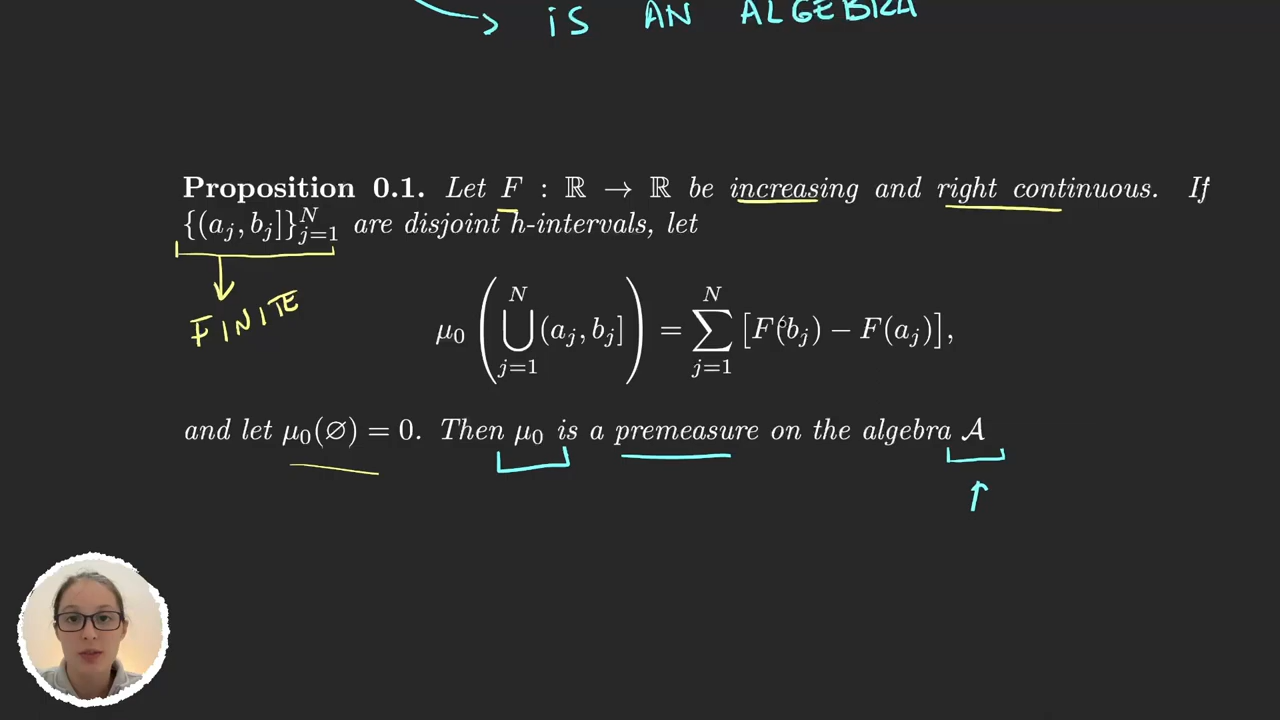 is AN ALGEBRA
Proposition 0.1. Let F : ℝ → ℝ be increasing and right continuous. If
{(a_j, b_j]}_{j=1}^N are disjoint h-intervals, let
FINITE
μ_0 (⋃_{j=1}^N (a_j, b_j]) = ∑_{j=1}^N [F(b_j) − F(a_j)],
and let μ_0(∅) = 0. Then μ_0 is a premeasure on the algebra 𝒜